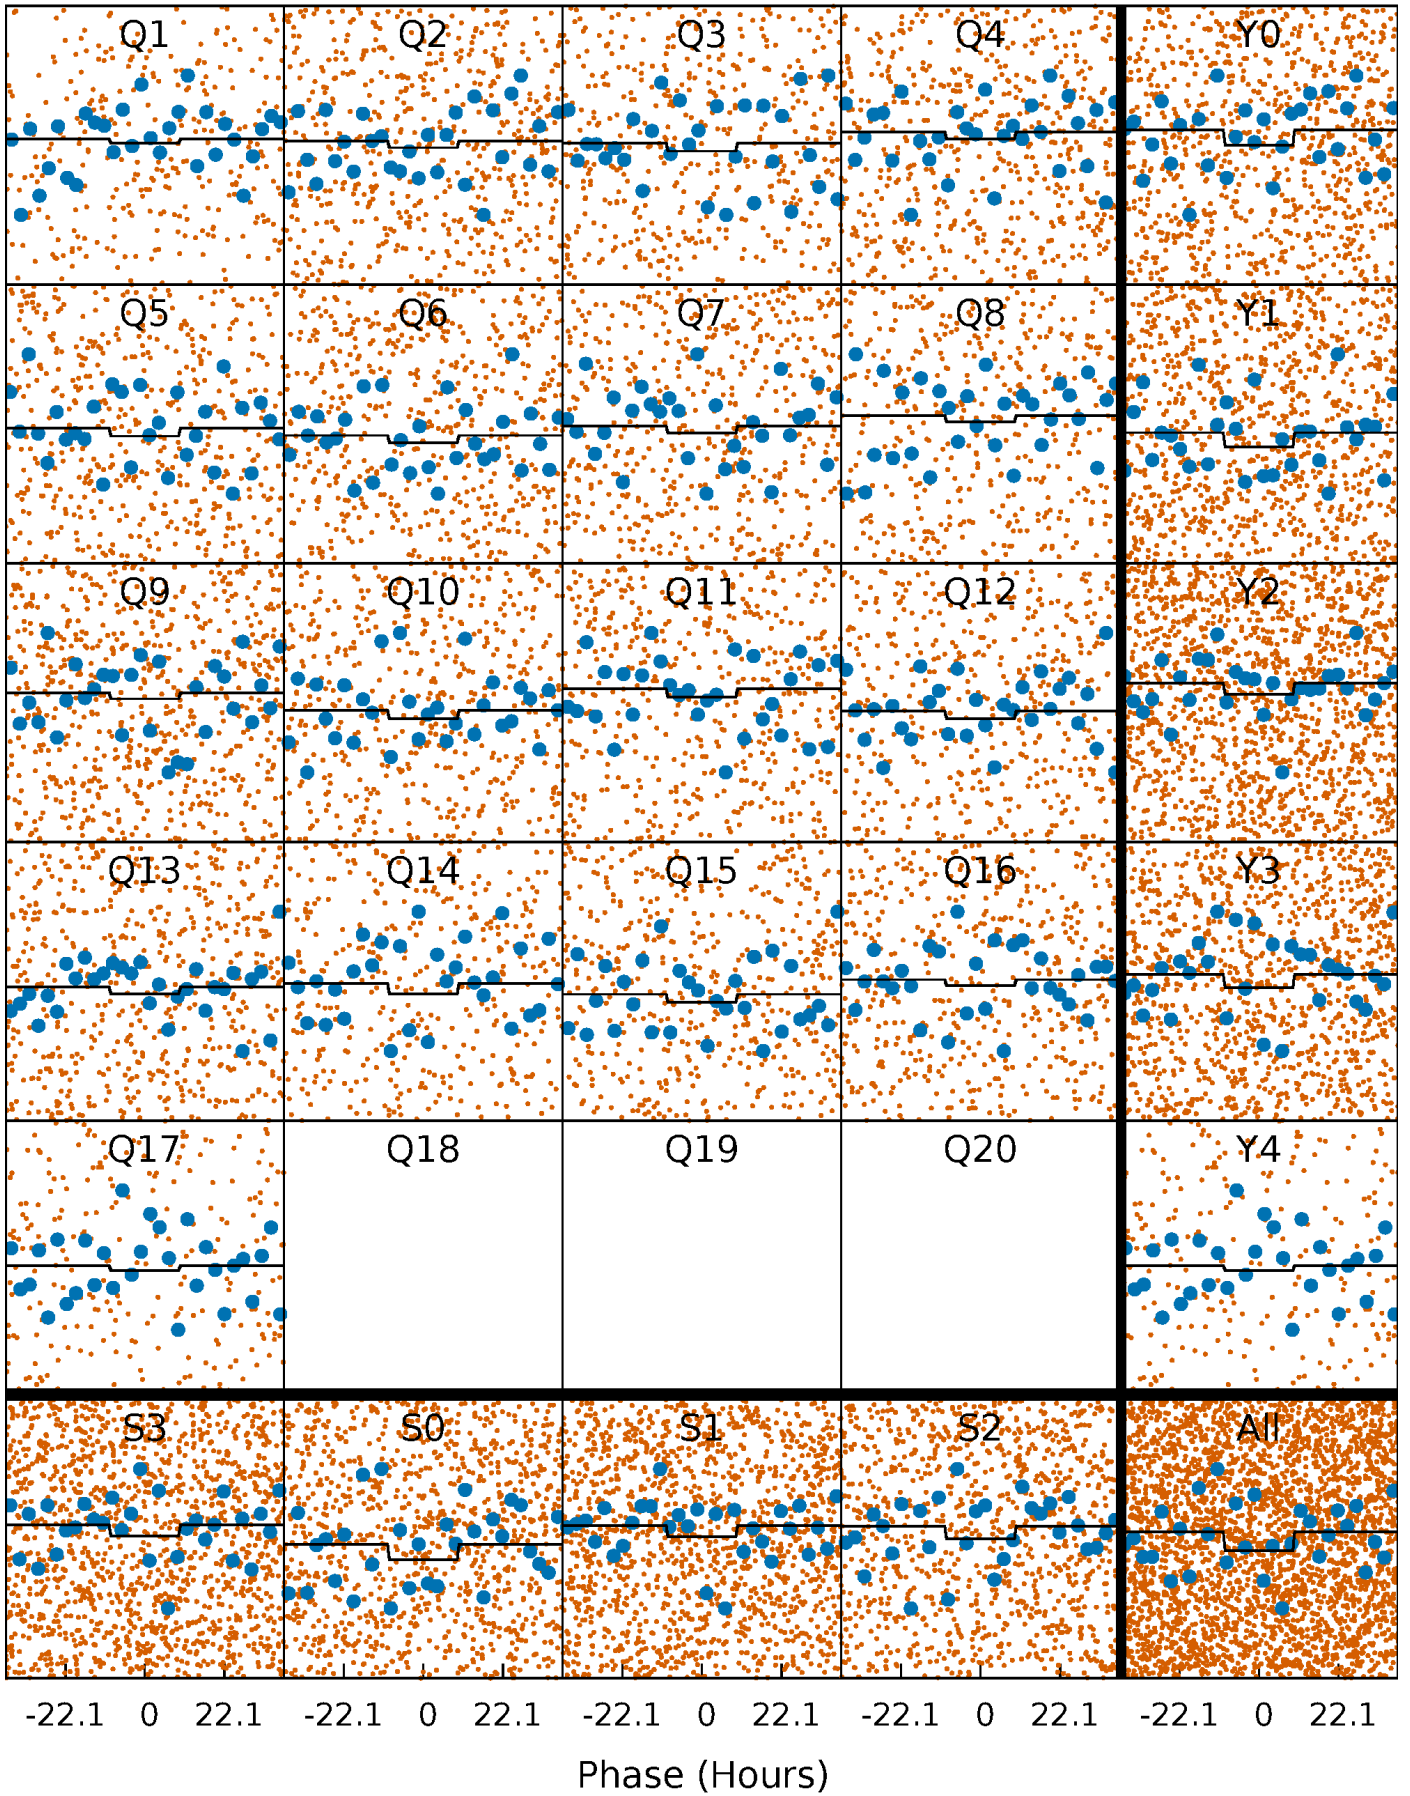 Q1 Q2 Q3 Q4 Y0
Q5 Q6 Q7 Q8 Y1
Q9 Q10 Q11 Q12 Y2
Q13 Q14 Q15 Q16 Y3
Q17 Q18 Q19 Q20 Y4
S3 S0 S1 S2 All
-22.1 0 22.1 -22.1 0 22.1 -22.1 0 22.1 -22.1 0 22.1 -22.1 0 22.1
Phase (Hours)